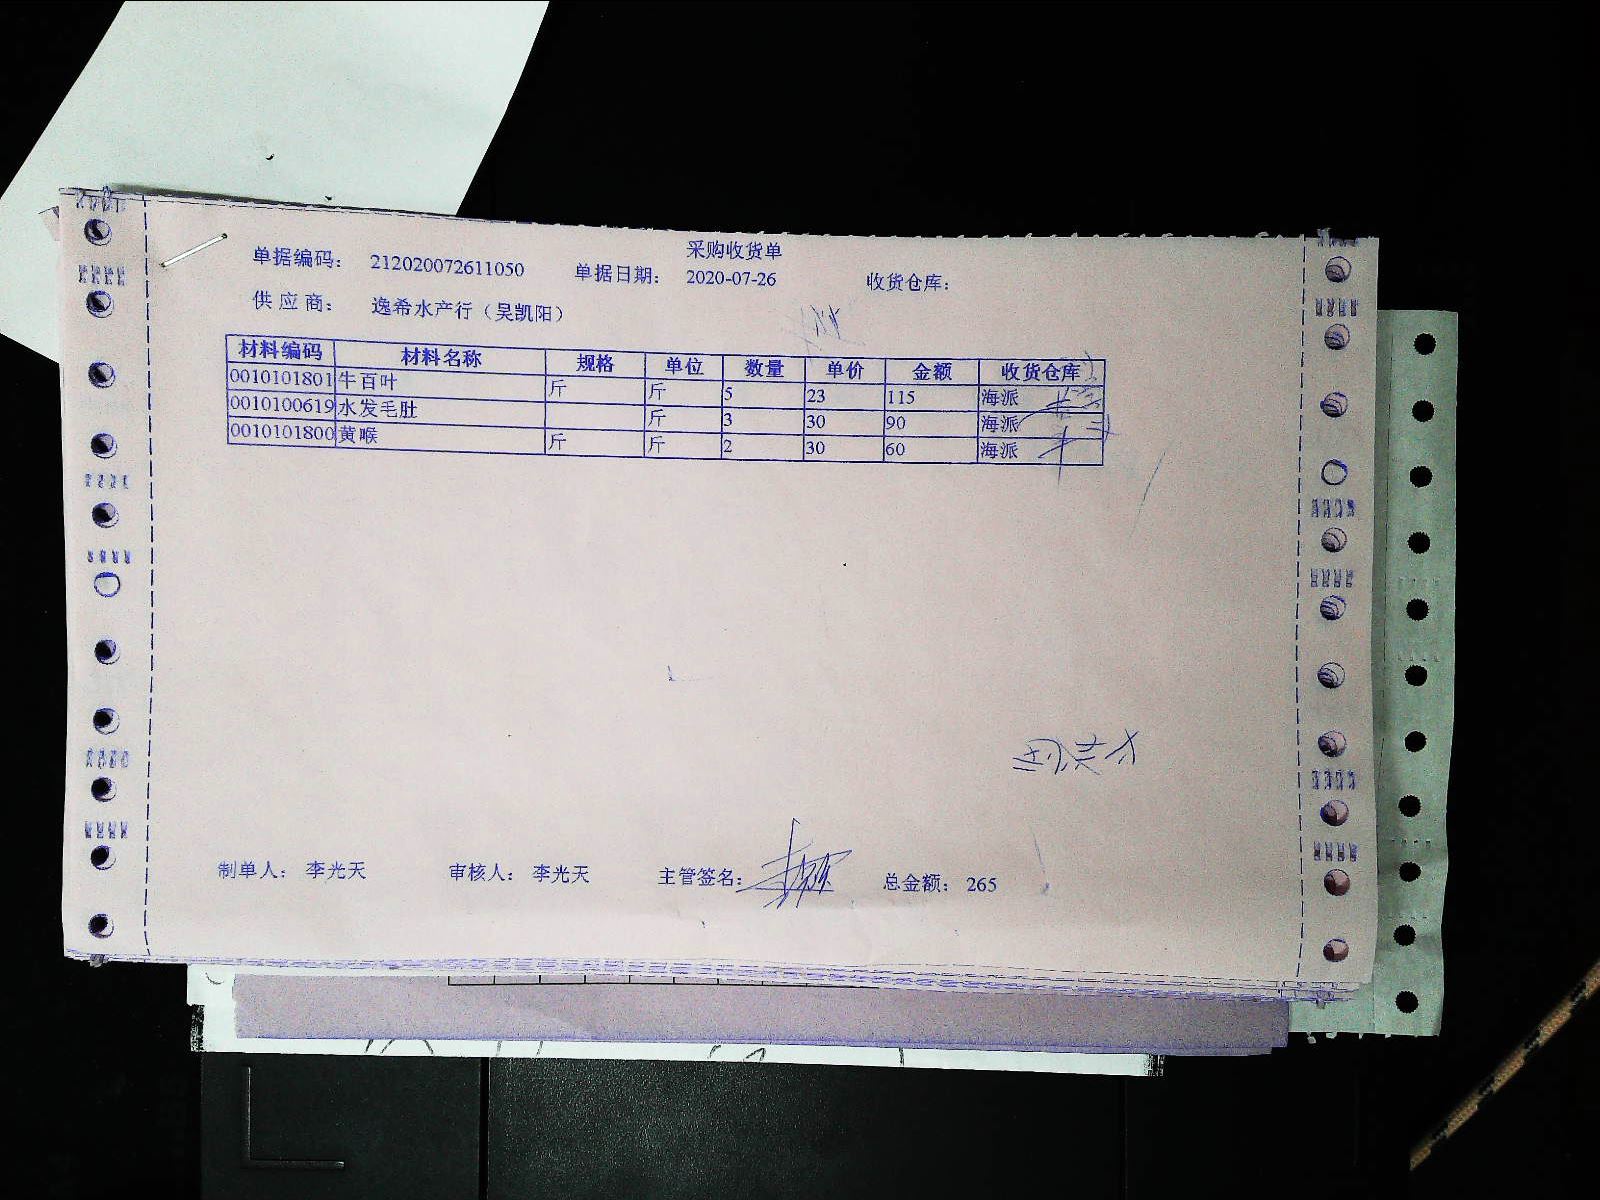 采购收货单
单据编码： 212020072611050 单据日期： 2020-07-26 收货仓库：
供 应 商： 逸希水产行（吴凯阳）
材料编码 材料名称 规格 单位 数量 单价 金额 收货仓库
0010101801 牛百叶 斤 斤 5 23 115 海派
0010100619 水发毛肚 斤 3 30 90 海派
0010101800 黄喉 斤 斤 2 30 60 海派
制单人： 李光天 审核人： 李光天 主管签名： 总金额： 265